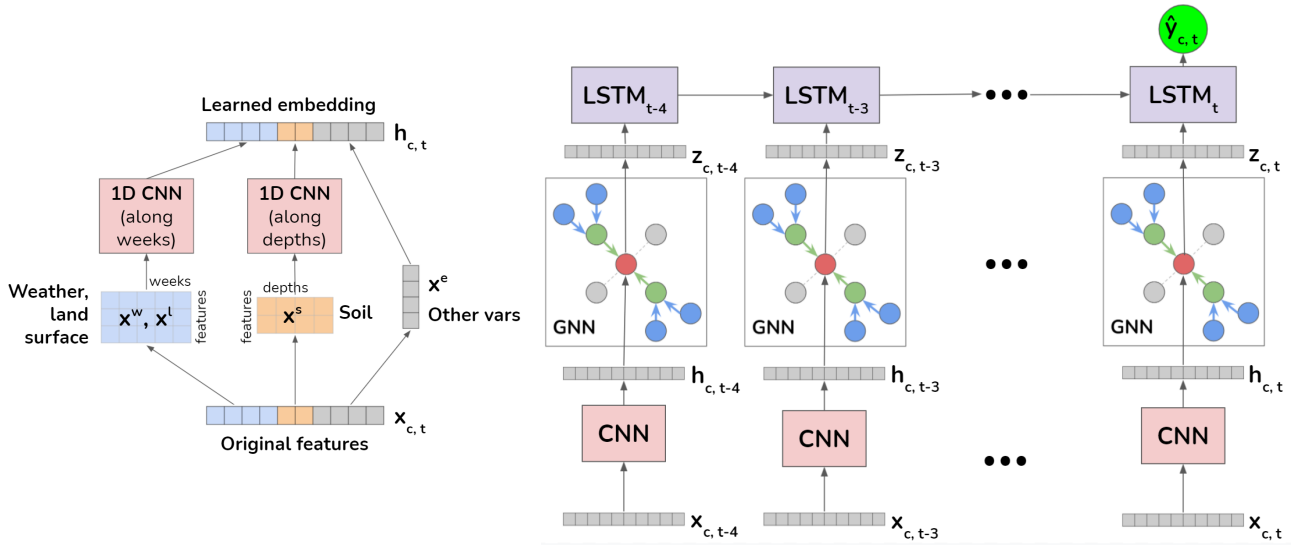 Learned embedding
h c, t
1D CNN
(along
weeks)
1D CNN
(along
depths)
weeks
features
Weather,
land
surface
x^w, x^l
depths
features
x^s
Soil
x^e
Other vars
x c, t
Original features
ŷ c, t
LSTM t-4
LSTM t-3
•••
LSTM t
z c, t-4
z c, t-3
z c, t
GNN
GNN
•••
GNN
h c, t-4
h c, t-3
h c, t
CNN
CNN
•••
CNN
x c, t-4
x c, t-3
x c, t